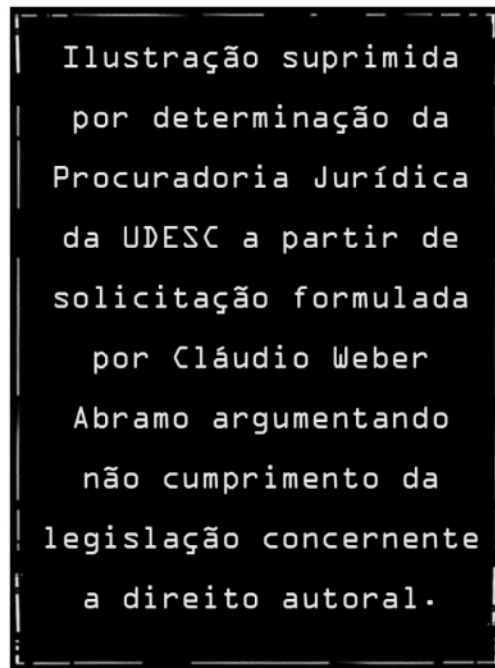 Ilustração suprimida
por determinação da
Procuradoria Jurídica
da UDESC a partir de
solicitação formulada
por Cláudio Weber
Abramo argumentando
não cumprimento da
legislação concernente
a direito autoral.